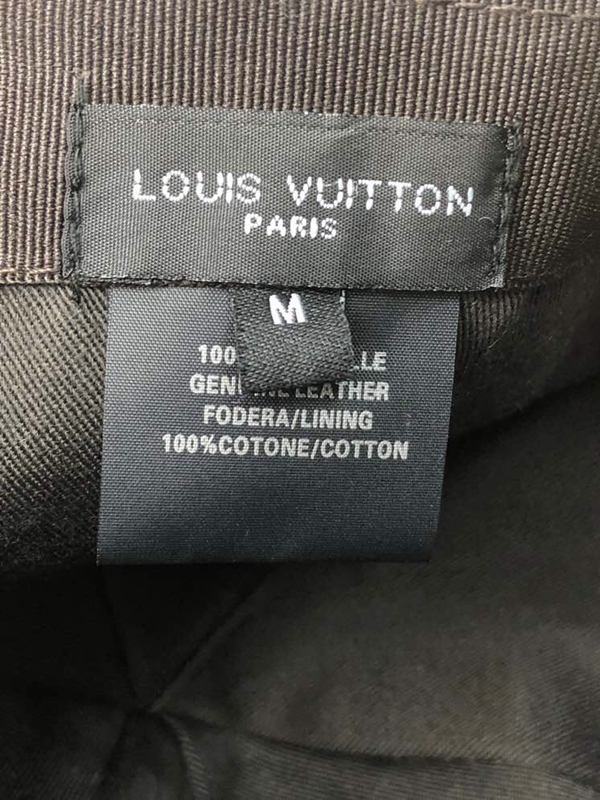 LOUIS VUITTON
PARIS
M
100
LEATHER
FODERA/LINING
100%COTONE/COTTON